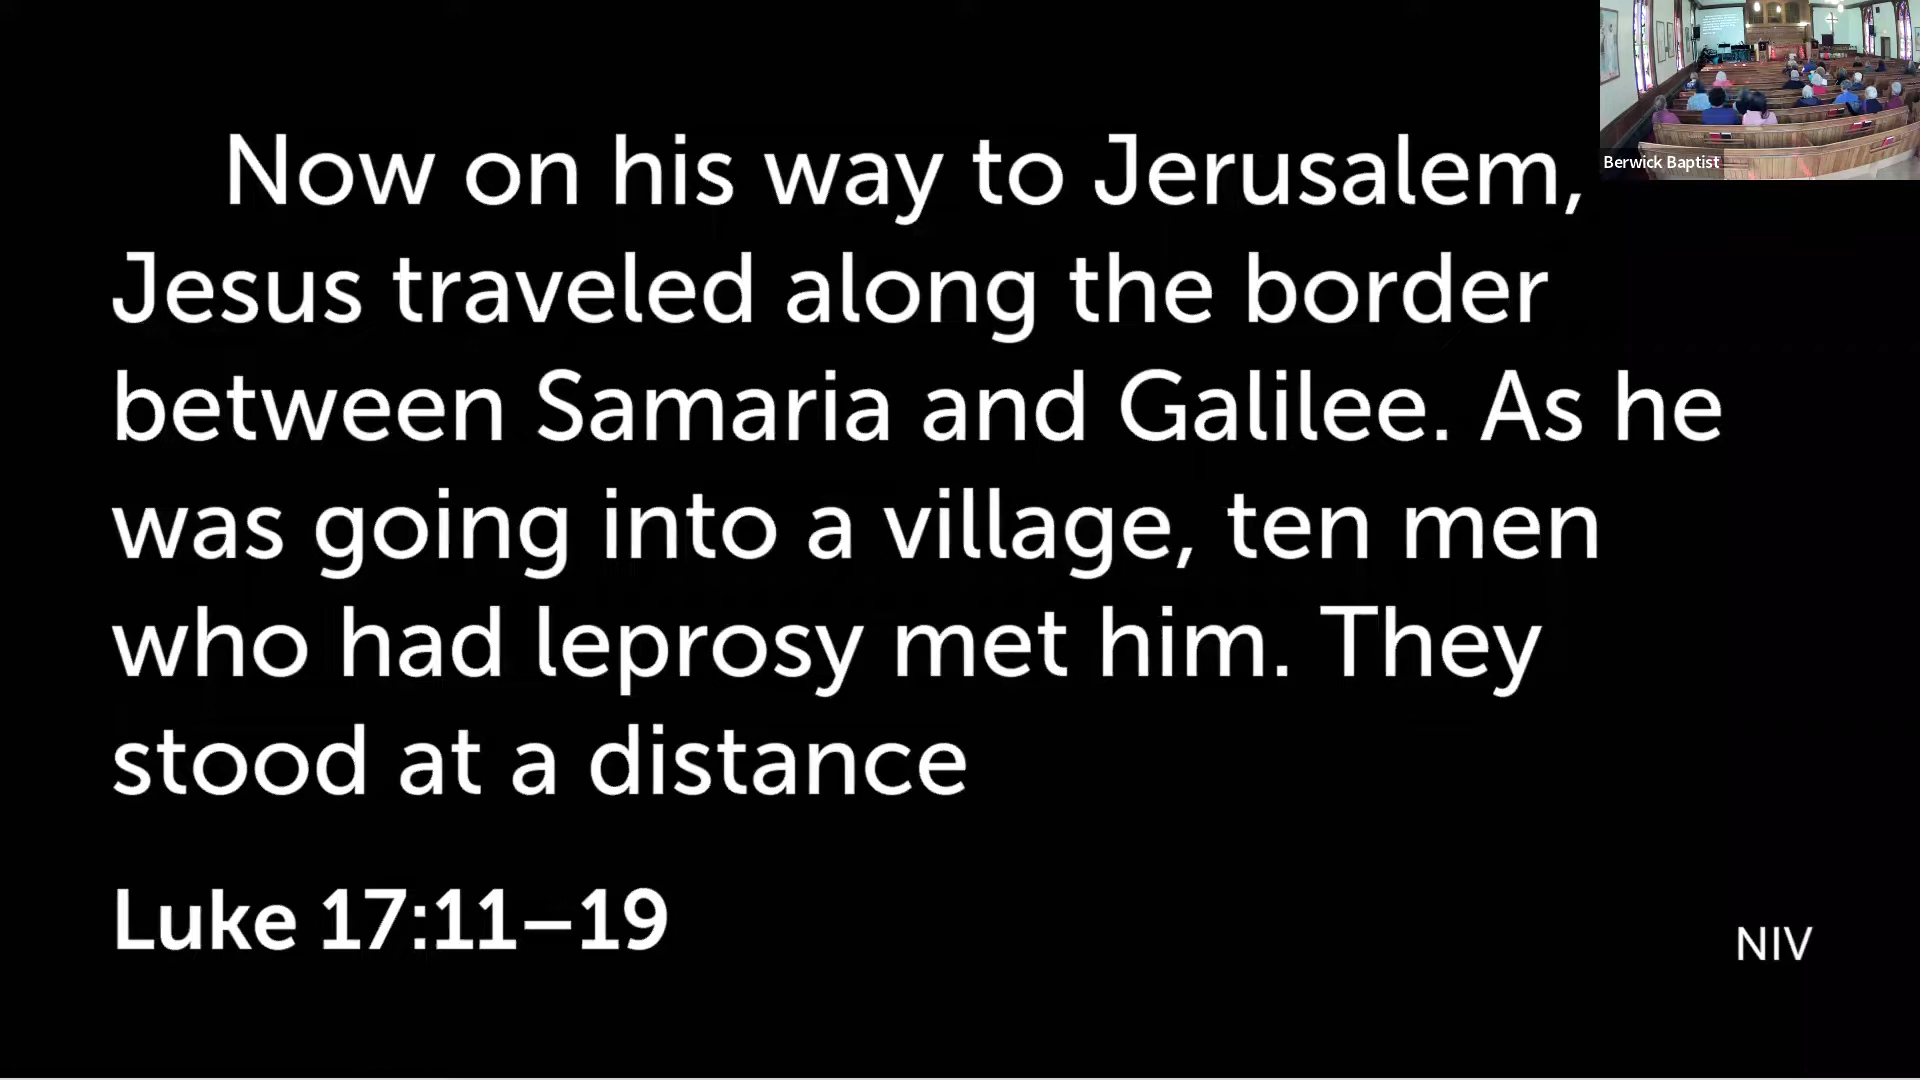 Now on his way to Jerusalem,
Jesus traveled along the border
between Samaria and Galilee. As he
was going into a village, ten men
who had leprosy met him. They
stood at a distance
Luke 17:11–19
NIV
Berwick Baptist